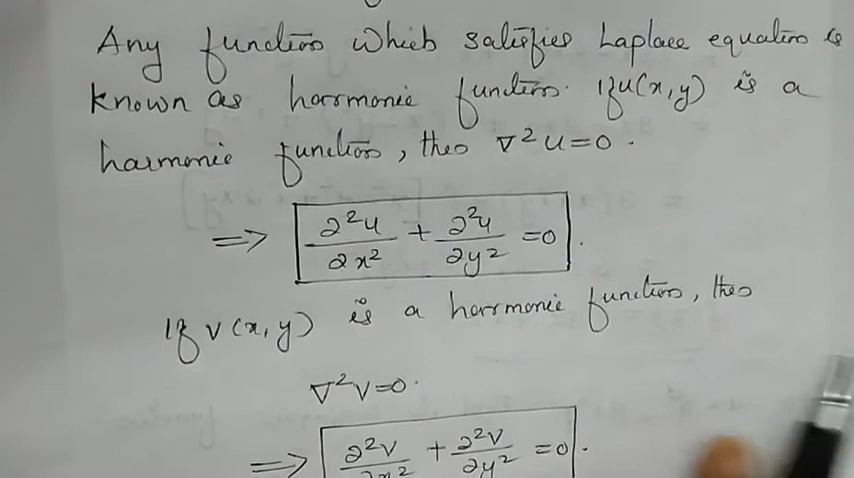 Any function which satisfies Laplace equation is
known as harmonic function. If u(x,y) is a
harmonic function, then ∇²u=0.
⇒ ∂²u/∂x² + ∂²u/∂y² =0.
If v(x,y) is a harmonic function, then
∇²v=0.
⇒ ∂²v/∂x² + ∂²v/∂y² =0.